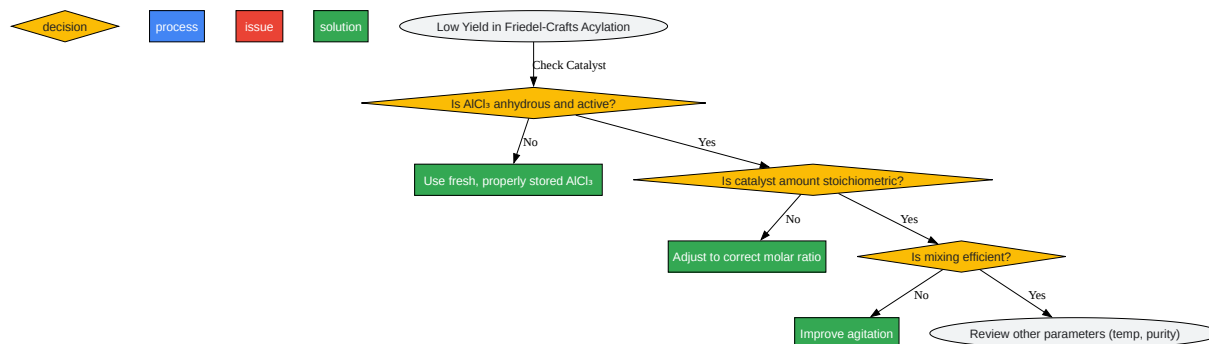 decision
process
issue
solution
Low Yield in Friedel-Crafts Acylation
Check Catalyst
Is AlCl₃ anhydrous and active?
No
Yes
Use fresh, properly stored AlCl₃
Is catalyst amount stoichiometric?
No
Yes
Adjust to correct molar ratio
Is mixing efficient?
No
Yes
Improve agitation
Review other parameters (temp, purity)